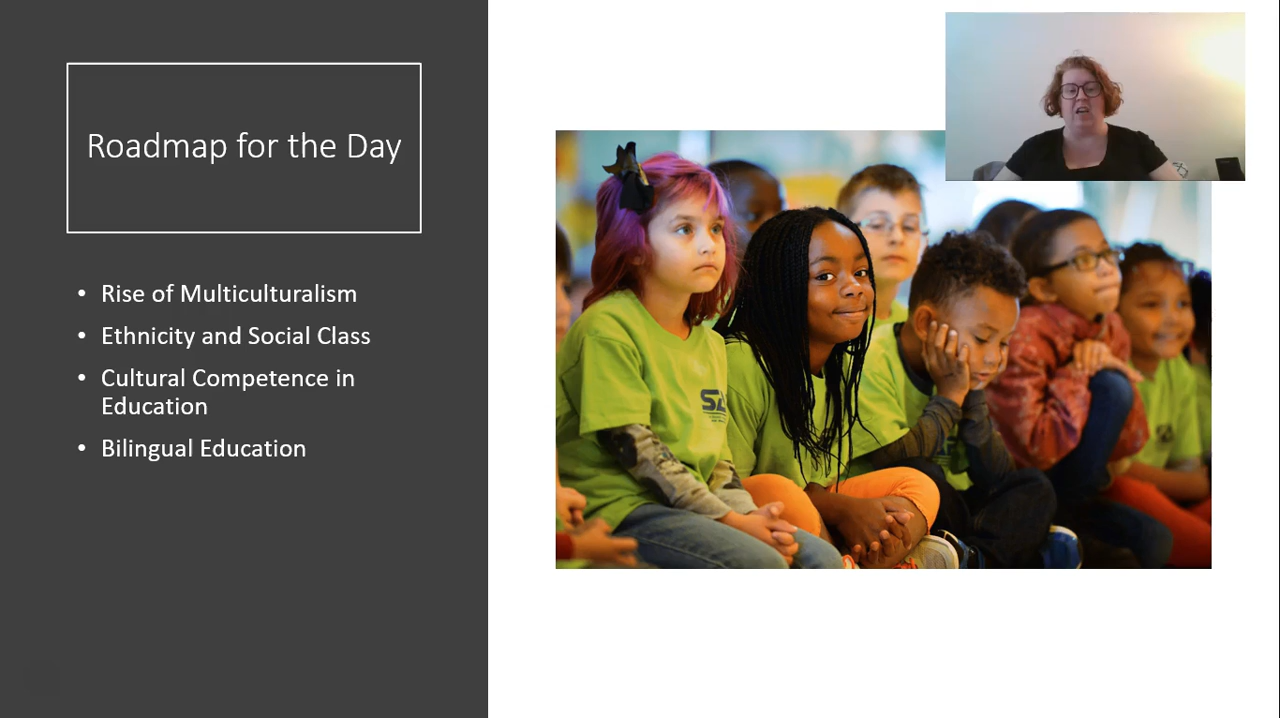 Roadmap for the Day
• Rise of Multiculturalism
• Ethnicity and Social Class
• Cultural Competence in
Education
• Bilingual Education